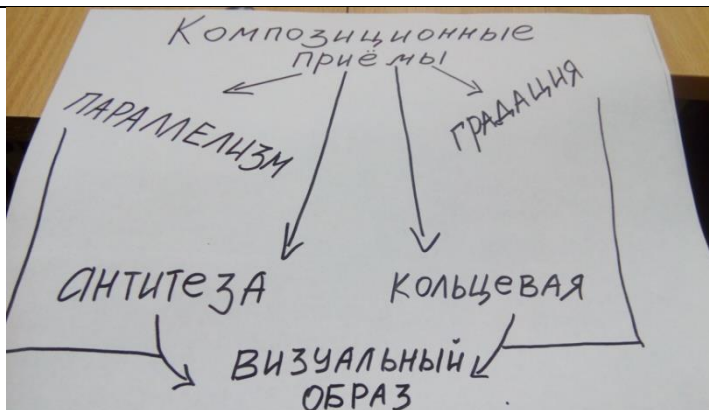 Композиционные
приёмы
ПАРАЛЛЕЛИЗМ
ГРАДАЦИЯ
АНТИТЕЗА
КОЛЬЦЕВАЯ
ВИЗУАЛЬНЫЙ
ОБРАЗ